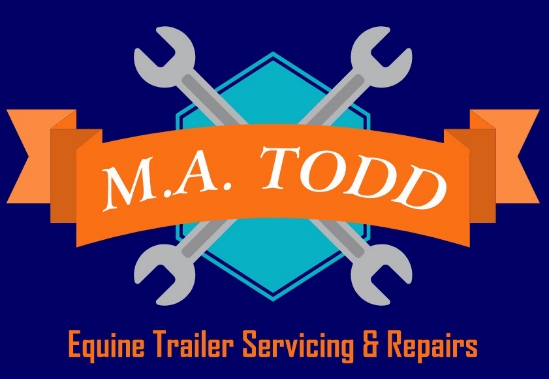 M.A. TODD
Equine Trailer Servicing & Repairs